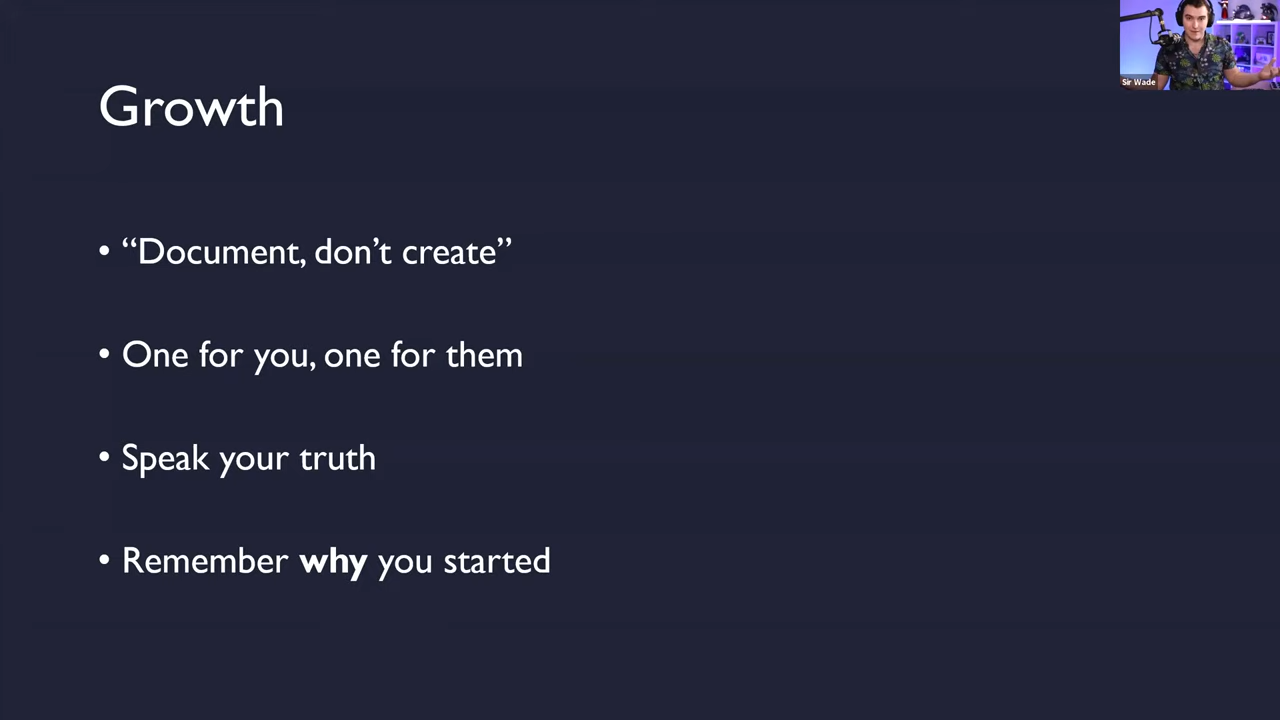 Growth
• “Document, don’t create”
• One for you, one for them
• Speak your truth
• Remember why you started
Sir Wade